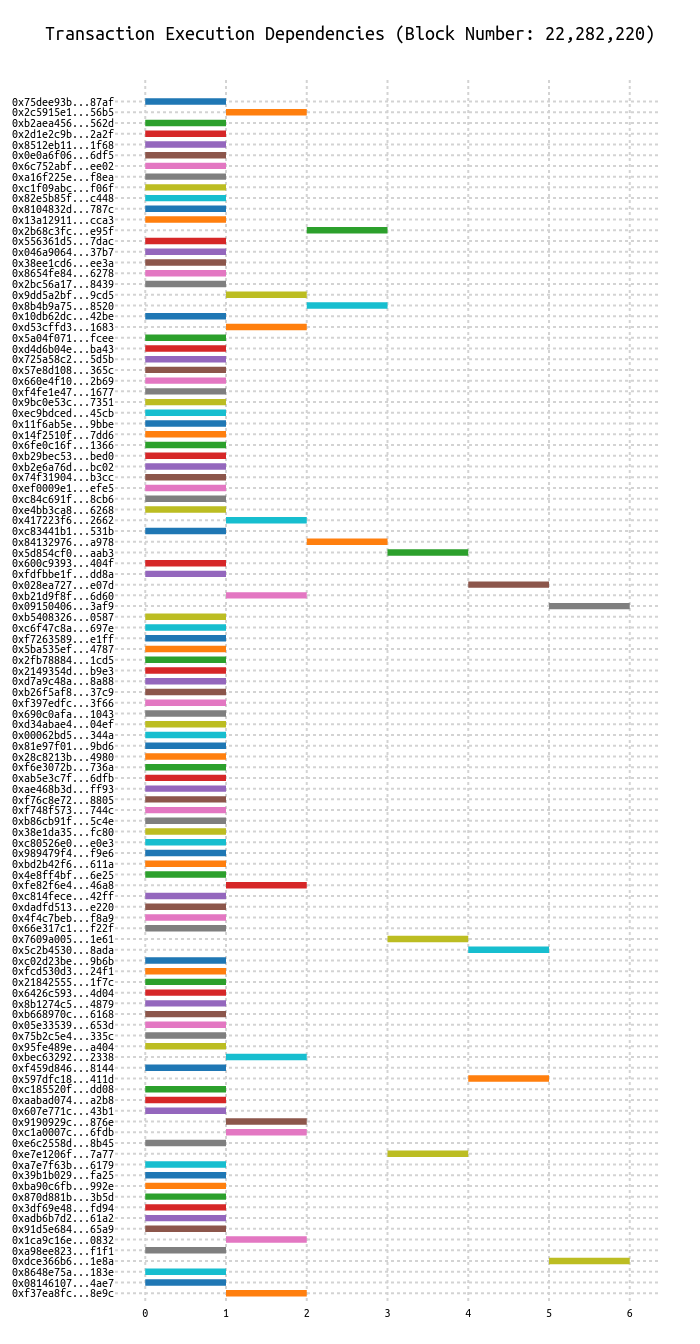 Transaction Execution Dependencies (Block Number: 22,282,220)
0x75dee93b...87af
0x2c5915e1...56b5
0xb2aea456...562d
0x2d1e2c9b...2a2f
0x8512eb11...1f68
0x0e0a6f06...6df5
0x6c752abf...ee02
0xa16f225e...f8ea
0xc1f09abc...f06f
0x82e5b85f...c448
0x8104832d...787c
0x13a12911...cca3
0x2b68c3fc...e95f
0x556361d5...7dac
0x046a9064...37b7
0x38ee1cd6...ee3a
0x8654fe84...6278
0x2bc56a17...8439
0x9dd5a2bf...9cd5
0x8b4b9a75...8520
0x10db62dc...42be
0xd53cffd3...1683
0x5a04f071...fcee
0xd4d6b04e...ba43
0x725a58c2...5d5b
0x57e8d108...365c
0x660e4f10...2b69
0xf4fe1e47...1677
0x9bc0e53c...7351
0xec9bdced...45cb
0x11f6ab5e...9bbe
0x14f2510f...7dd6
0x6fe0c16f...1366
0xb29bec53...bed0
0xb2e6a76d...bc02
0x74f31904...b3cc
0xef0009e1...efe5
0xc84c691f...8cb6
0xe4bb3ca8...6268
0x417223f6...2662
0xc83441b1...531b
0x84132976...a978
0x5d854cf0...aab3
0x600c9393...404f
0xfdfbbe1f...dd8a
0x028ea727...e07d
0xb21d9f8f...6d60
0x09150406...3af9
0xb5408326...0587
0xc6f47c8a...697e
0xf7263589...e1ff
0x5ba535ef...4787
0x2fb78884...1cd5
0x2149354d...b9e3
0xd7a9c48a...8a88
0xb26f5af8...37c9
0xf397edfc...3f66
0x690c0afa...1043
0xd34abae4...04ef
0x00062bd5...344a
0x81e97f01...9bd6
0x28c8213b...4980
0xf6e3072b...736a
0xab5e3c7f...6dfb
0xae468b3d...ff93
0xf76c8e72...8805
0xf748f573...744c
0xb86cb91f...5c4e
0x38e1da35...fc80
0xc80526e0...e0e3
0x989479f4...f9e6
0xbd2b42f6...611a
0x4e8ff4bf...6e25
0xfe82f6e4...46a8
0xc814fece...42ff
0xdadfd513...e220
0x4f4c7beb...f8a9
0x66e317c1...f22f
0x7609a005...1e61
0x5c2b4530...8ada
0xc02d23be...9b6b
0xfcd530d3...24f1
0x21842555...1f7c
0x6426c593...4d04
0x8b1274c5...4879
0xb668970c...6168
0x05e33539...653d
0x75b2c5e4...335c
0x95fe489e...a404
0xbec63292...2338
0xf459d846...8144
0x597dfc18...411d
0xc185520f...dd08
0xaabad074...a2b8
0x607e771c...43b1
0x9190929c...876e
0xc1a0007c...6fdb
0xe6c2558d...8b45
0xe7e1206f...7a77
0xa7e7f63b...6179
0x39b1b029...fa25
0xba90c6fb...992e
0x870d881b...3b5d
0x3df69e48...fd94
0xadb6b7d2...61a2
0x91d5e684...65a9
0x1ca9c16e...0832
0xa98ee823...f1f1
0xdce366b6...1e8a
0x8648e75a...183e
0x08146107...4ae7
0xf37ea8fc...8e9c
0 1 2 3 4 5 6